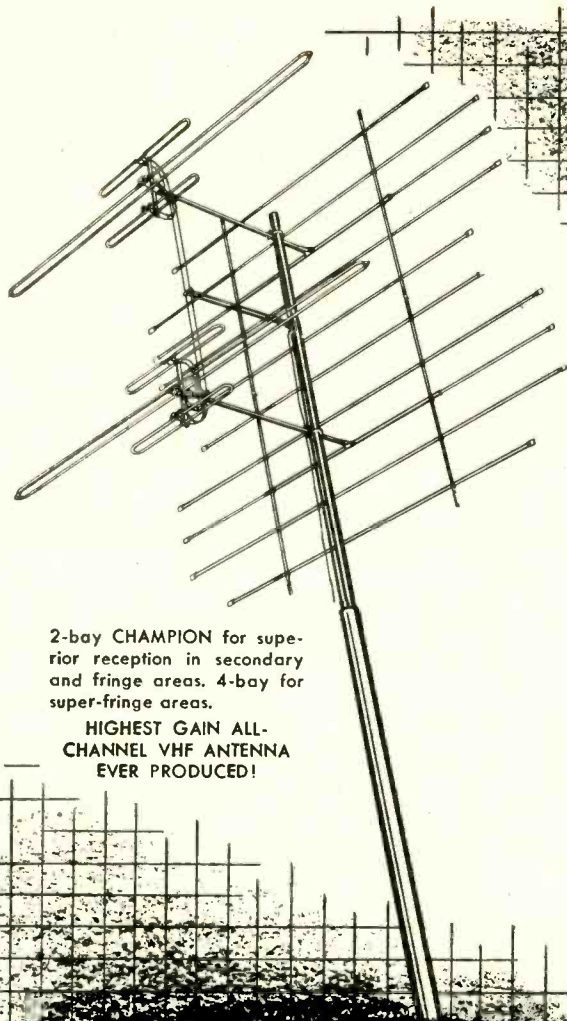 2-bay CHAMPION for supe-
rior reception in secondary
and fringe areas. 4-bay for
super-fringe areas.
HIGHEST GAIN ALL-
CHANNEL VHF ANTENNA
EVER PRODUCED!